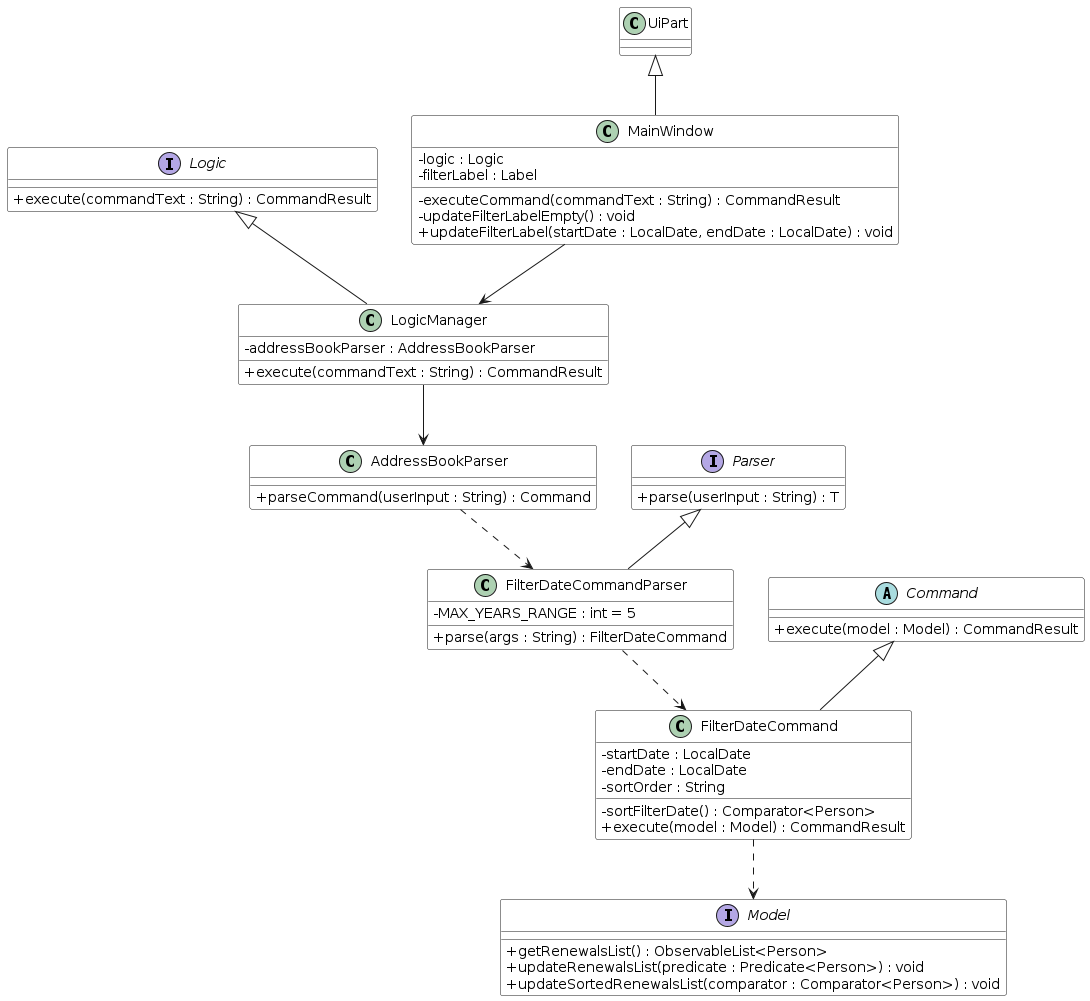 C UiPart
C MainWindow
-logic : Logic
-filterLabel : Label
-executeCommand(commandText : String) : CommandResult
-updateFilterLabelEmpty() : void
+updateFilterLabel(startDate : LocalDate, endDate : LocalDate) : void
I Logic
+execute(commandText : String) : CommandResult
C LogicManager
-addressBookParser : AddressBookParser
+execute(commandText : String) : CommandResult
C AddressBookParser
+parseCommand(userInput : String) : Command
I Parser
+parse(userInput : String) : T
C FilterDateCommandParser
-MAX_YEARS_RANGE : int = 5
+parse(args : String) : FilterDateCommand
A Command
+execute(model : Model) : CommandResult
C FilterDateCommand
-startDate : LocalDate
-endDate : LocalDate
-sortOrder : String
-sortFilterDate() : Comparator<Person>
+execute(model : Model) : CommandResult
I Model
+getRenewalsList() : ObservableList<Person>
+updateRenewalsList(predicate : Predicate<Person>) : void
+updateSortedRenewalsList(comparator : Comparator<Person>) : void